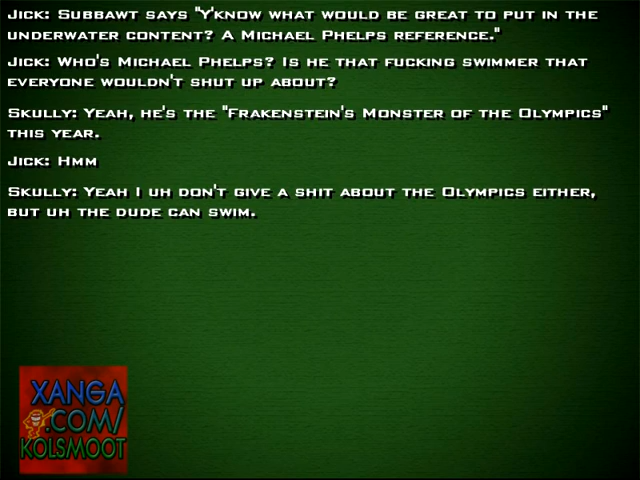 Jick: Subbawt says "Y'know what would be great to put in the
underwater content? A Michael Phelps reference."
Jick: Who's Michael Phelps? Is he that fucking swimmer that
everyone wouldn't shut up about?
Skully: Yeah, he's the "Frakenstein's Monster of the Olympics"
this year.
Jick: Hmm
Skully: Yeah I uh don't give a shit about the Olympics either,
but uh the dude can swim.
XANGA
.COM/
KOLSMOOT